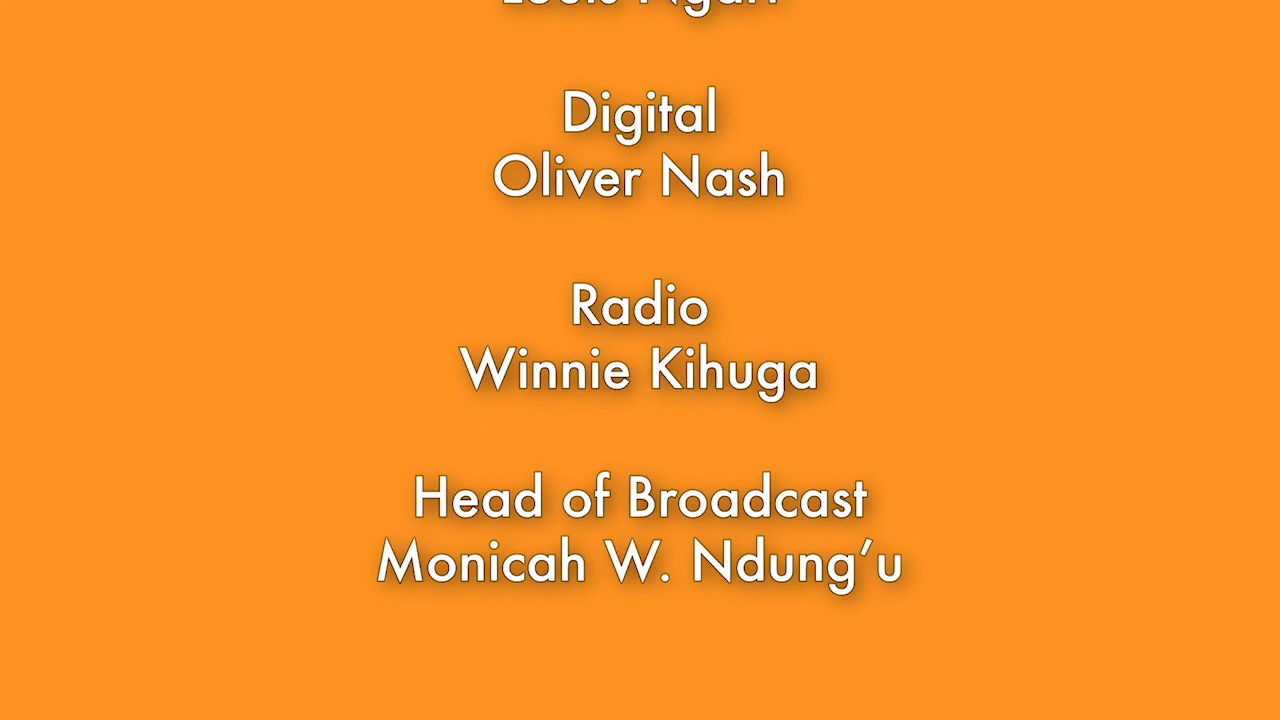 Digital
Oliver Nash
Radio
Winnie Kihuga
Head of Broadcast
Monicah W. Ndung’u